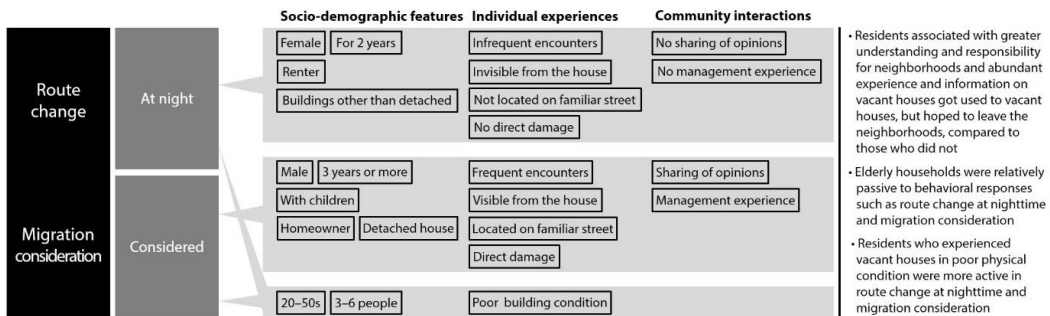 Socio-demographic features Individual experiences Community interactions
Route
change
At night
Female For 2 years
Renter
Buildings other than detached
Infrequent encounters
Invisible from the house
Not located on familiar street
No direct damage
No sharing of opinions
No management experience
Migration
consideration
Considered
Male 3 years or more
With children
Homeowner Detached house
Frequent encounters
Visible from the house
Located on familiar street
Direct damage
Sharing of opinions
Management experience
20–50s 3–6 people
Poor building condition
• Residents associated with greater
understanding and responsibility
for neighborhoods and abundant
experience and information on
vacant houses got used to vacant
houses, but hoped to leave the
neighborhoods, compared to
those who did not
• Elderly households were relatively
passive to behavioral responses
such as route change at nighttime
and migration consideration
• Residents who experienced
vacant houses in poor physical
condition were more active in
route change at nighttime and
migration consideration